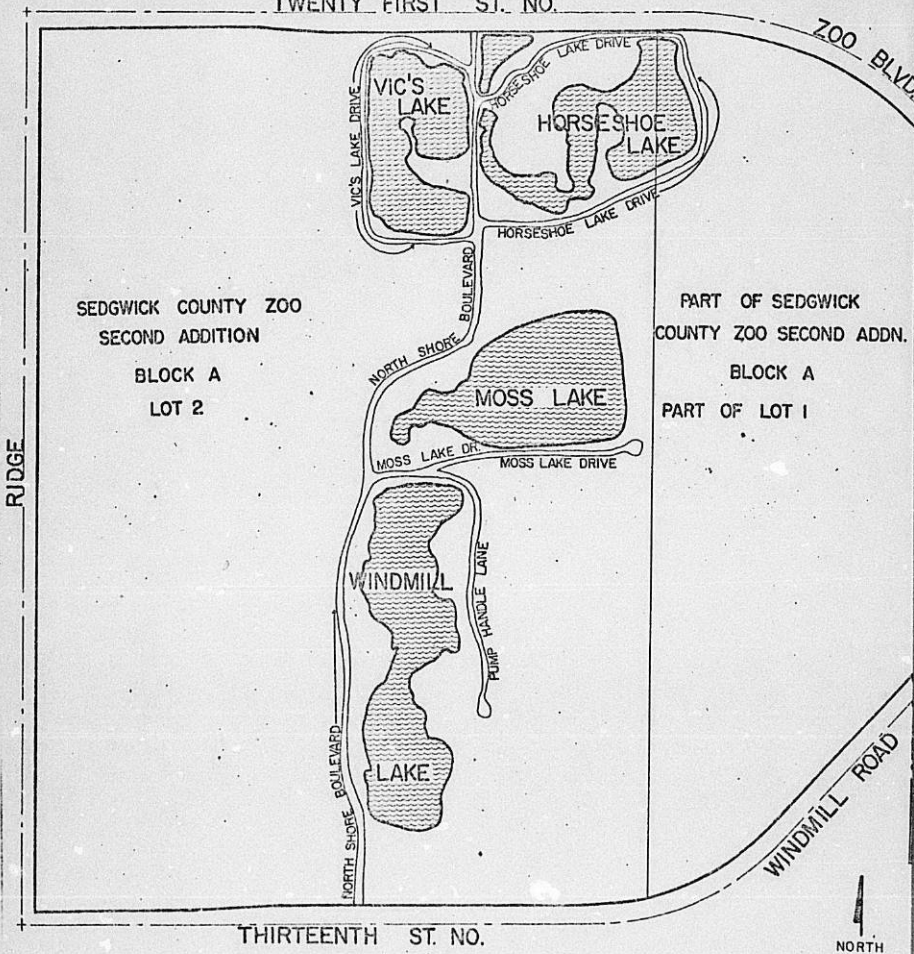 TWENTY FIRST ST. NO.
ZOO BLVD.
VIC'S LAKE DRIVE
VIC'S
LAKE
HORSESHOE LAKE DRIVE
HORSESHOE
LAKE
HORSESHOE LAKE DRIVE
NORTH SHORE BOULEVARD
SEDGWICK COUNTY ZOO
SECOND ADDITION
BLOCK A
LOT 2
PART OF SEDGWICK
COUNTY ZOO SECOND ADDN.
BLOCK A
PART OF LOT 1
MOSS LAKE
MOSS LAKE DR.
MOSS LAKE DRIVE
RIDGE
WINDMILL
LAKE
PUMP HANDLE LANE
NORTH SHORE BOULEVARD
WINDMILL ROAD
THIRTEENTH ST. NO.
NORTH